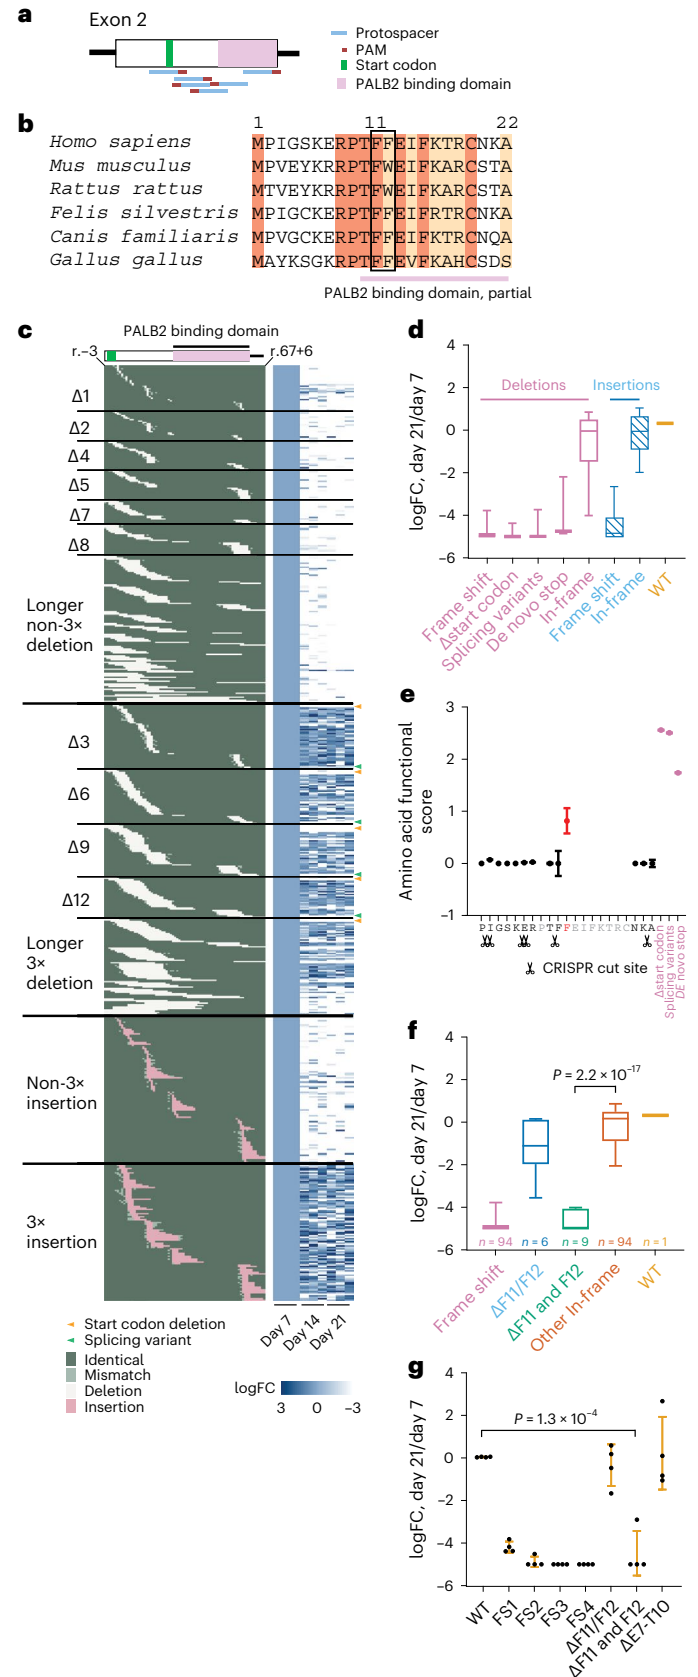 a
Exon 2
Protospacer
PAM
Start codon
PALB2 binding domain
b
1 11 22
Homo sapiens MPIGSKERPTFFEIFKTRCNKA
Mus musculus MPVEYKRRPTFWEIFKARCSTA
Rattus rattus MTVEYKRRPTFWEIFKARCSTA
Felis silvestris MPIGCKERPTFFEIFKTRCNKA
Canis familiaris MPVGCKERPTFFEIFKTRCNQA
Gallus gallus MAYKSGKRPTFFEVFKAHCSDS
PALB2 binding domain, partial
c
PALB2 binding domain
r.−3 r.67+6
Δ1
Δ2
Δ4
Δ5
Δ7
Δ8
Longer
non-3×
deletion
Δ3
Δ6
Δ9
Δ12
Longer
3×
deletion
Non-3×
insertion
3×
insertion
Day 7 Day 14 Day 21
Start codon deletion
Splicing variant
Identical
Mismatch
Deletion
Insertion
logFC
3 0 −3
d
logFC, day 21/day 7
4
2
0
−2
−4
−6
Deletions Insertions
Frame shift
Δstart codon
Splicing variants
De novo stop
In-frame
Frame shift
In-frame
WT
e
Amino acid functional
score
3
2
1
0
−1
PIGSKERPTFFEIFKTRCNKA
Δstart codon
Splicing variants
DE novo stop
CRISPR cut site
f
logFC, day 21/day 7
4
2
0
−2
−4
−6
P = 2.2 × 10−17
n = 94 n = 6 n = 9 n = 94 n = 1
Frame shift
ΔF11/F12
ΔF11 and F12
Other In-frame
WT
g
logFC, day 21/day 7
4
2
0
−2
−4
−6
P = 1.3 × 10−4
WT
FS1
FS2
FS3
FS4
ΔF11/F12
ΔF11 and F12
ΔE7-T10